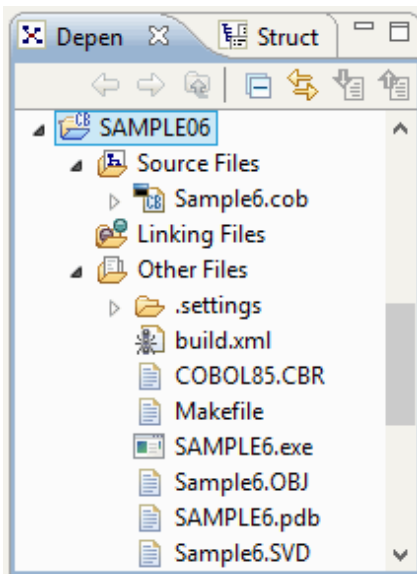 Depen Struct
SAMPLE06
Source Files
Sample6.cob
Linking Files
Other Files
.settings
build.xml
COBOL85.CBR
Makefile
SAMPLE6.exe
Sample6.OBJ
SAMPLE6.pdb
Sample6.SVD